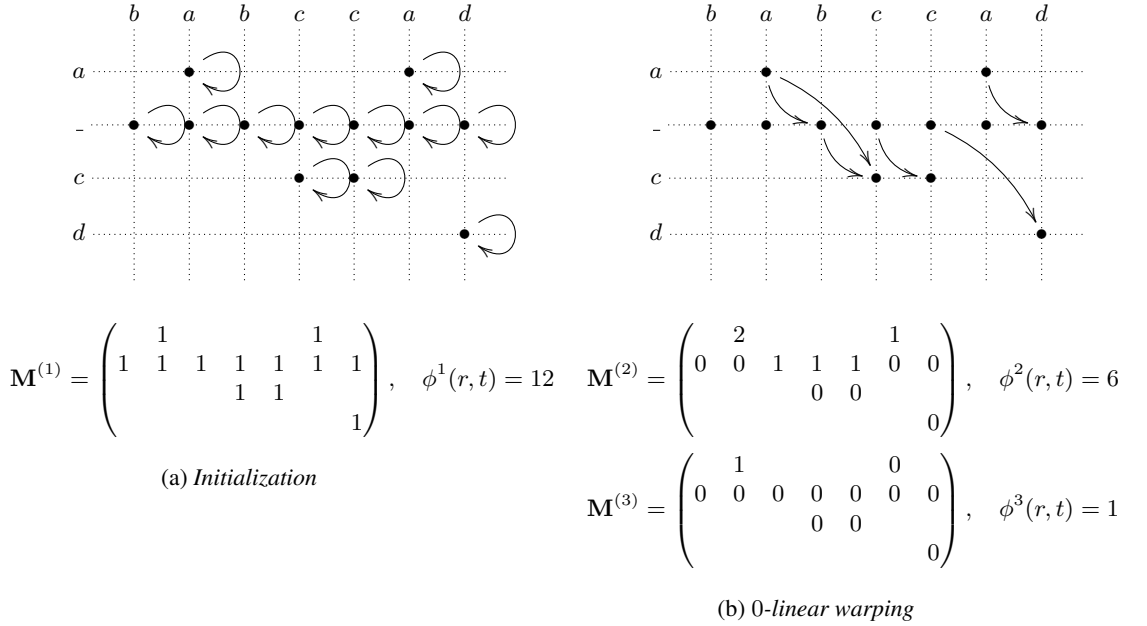 b a b c c a d
a
_
c
d
M(1) = ( 1 1
1 1 1 1 1 1 1
1 1
1 ) , ϕ1(r, t) = 12
(a) Initialization
b a b c c a d
a
_
c
d
M(2) = ( 2 1
0 0 1 1 1 0 0
0 0
0 ) , ϕ2(r, t) = 6
M(3) = ( 1 0
0 0 0 0 0 0 0
0 0
0 ) , ϕ3(r, t) = 1
(b) 0-linear warping